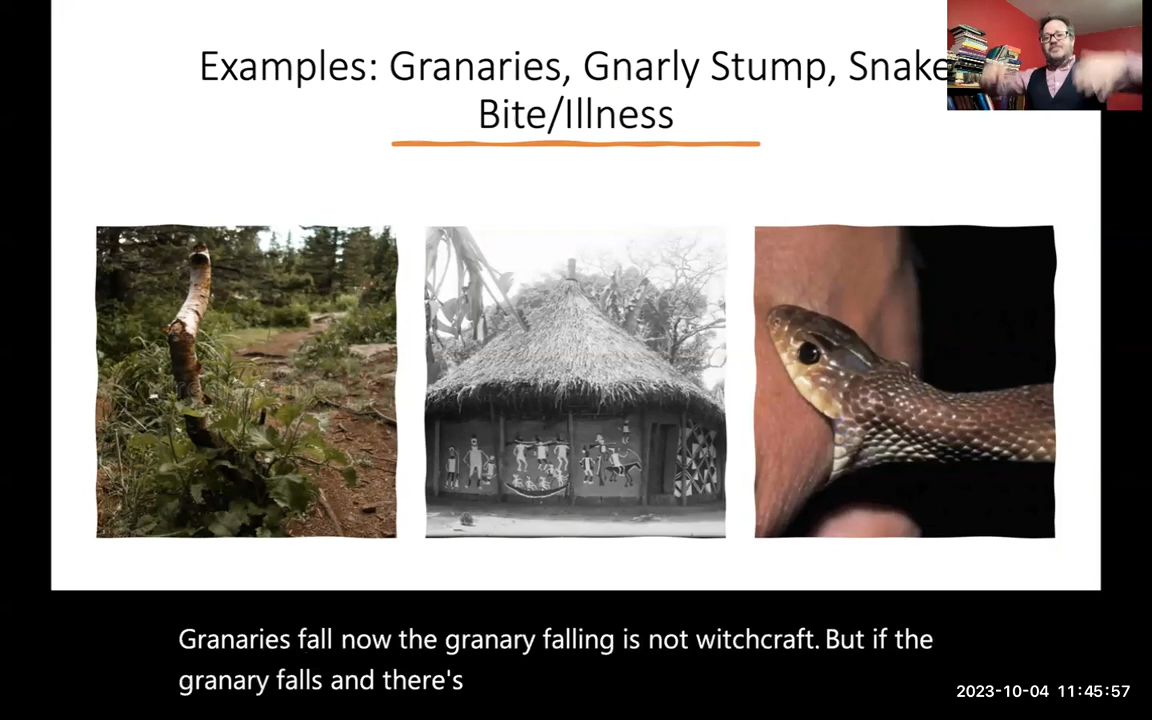 Examples: Granaries, Gnarly Stump, Snake
Bite/Illness
Granaries fall now the granary falling is not witchcraft. But if the
granary falls and there's
2023-10-04 11:45:57